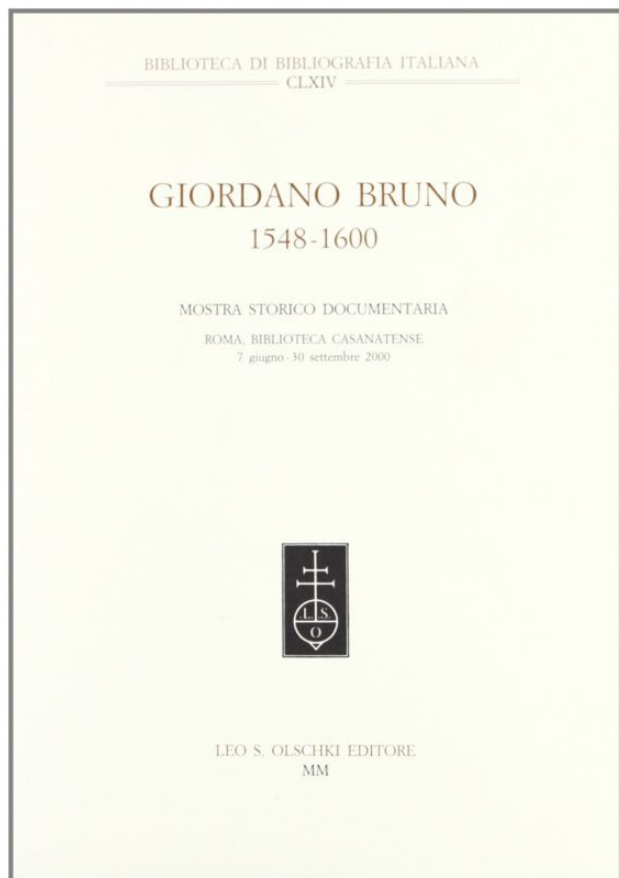 BIBLIOTECA DI BIBLIOGRAFIA ITALIANA
CLXIV
GIORDANO BRUNO
1548-1600
MOSTRA STORICO DOCUMENTARIA
ROMA, BIBLIOTECA CASANATENSE
7 giugno - 30 settembre 2000
L. S.
O
LEO S. OLSCHKI EDITORE
MM